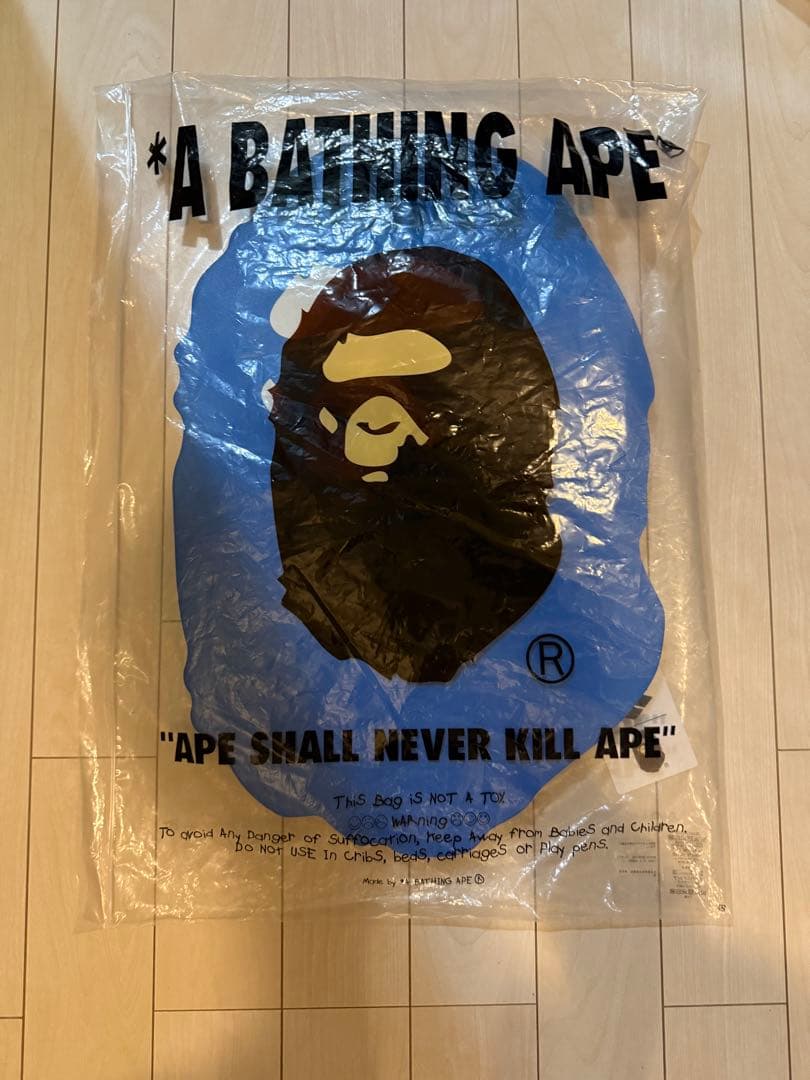 *A BATHING APE®
®
"APE SHALL NEVER KILL APE"
THiS Bag iS NOT A TOY.
WARNING
TO avoid Any Danger of Suffocation, Keep Away from Babies and Children.
DO NOT USE In Cribs, beds, carriages or Play pens.
Made by *A BATHING APE®